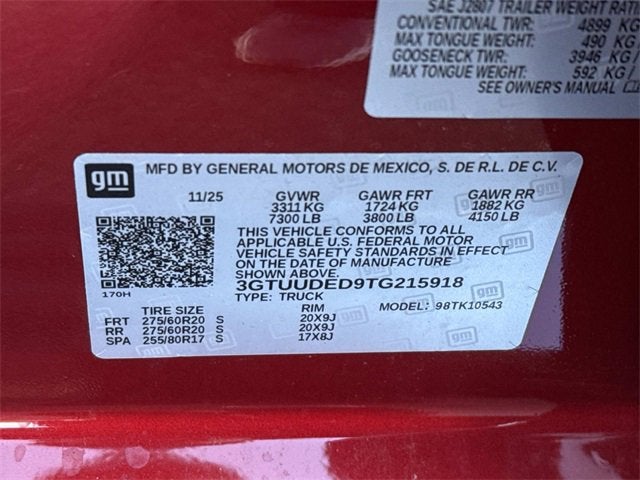 SAE J2807 TRAILER WEIGHT RATI
CONVENTIONAL TWR: 4899 KG
MAX TONGUE WEIGHT: 490 KG
GOOSENECK TWR: 3946 KG /
MAX TONGUE WEIGHT: 592 KG /
SEE OWNER'S MANUAL
gm MFD BY GENERAL MOTORS DE MEXICO, S. DE R.L. DE C.V.
11/25 GVWR GAWR FRT GAWR RR
3311 KG 1724 KG 1882 KG
7300 LB 3800 LB 4150 LB
THIS VEHICLE CONFORMS TO ALL
APPLICABLE U.S. FEDERAL MOTOR
VEHICLE SAFETY STANDARDS IN EFFECT
ON THE DATE OF MANUFACTURE
SHOWN ABOVE.
3GTUUDED9TG215918
170H TYPE: TRUCK MODEL: 98TK10543
TIRE SIZE RIM
FRT 275/60R20 S 20X9J
RR 275/60R20 S 20X9J
SPA 255/80R17 S 17X8J